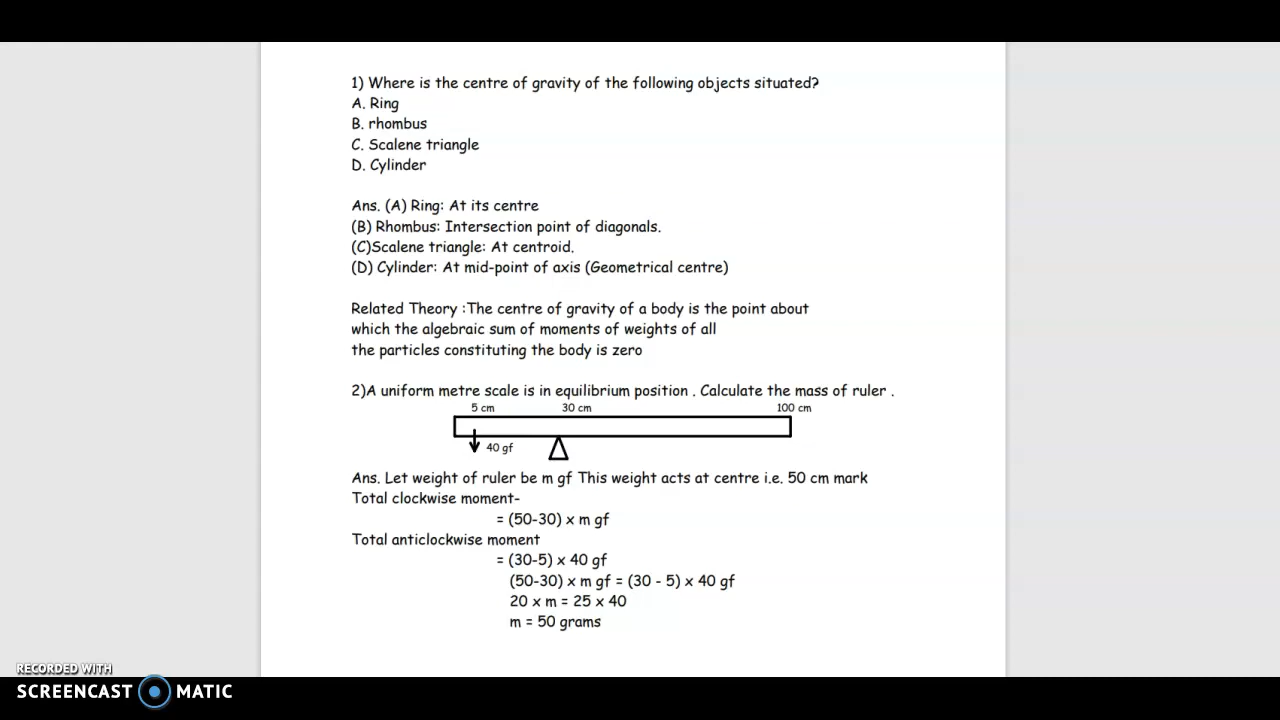 1) Where is the centre of gravity of the following objects situated?
A. Ring
B. rhombus
C. Scalene triangle
D. Cylinder
Ans. (A) Ring: At its centre
(B) Rhombus: Intersection point of diagonals.
(C)Scalene triangle: At centroid.
(D) Cylinder: At mid-point of axis (Geometrical centre)
Related Theory :The centre of gravity of a body is the point about
which the algebraic sum of moments of weights of all
the particles constituting the body is zero
2)A uniform metre scale is in equilibrium position . Calculate the mass of ruler .
5 cm 30 cm 100 cm
40 gf
Ans. Let weight of ruler be m gf This weight acts at centre i.e. 50 cm mark
Total clockwise moment-
= (50-30) x m gf
Total anticlockwise moment
= (30-5) x 40 gf
(50-30) x m gf = (30 - 5) x 40 gf
20 x m = 25 x 40
m = 50 grams
RECORDED WITH
SCREENCAST MATIC